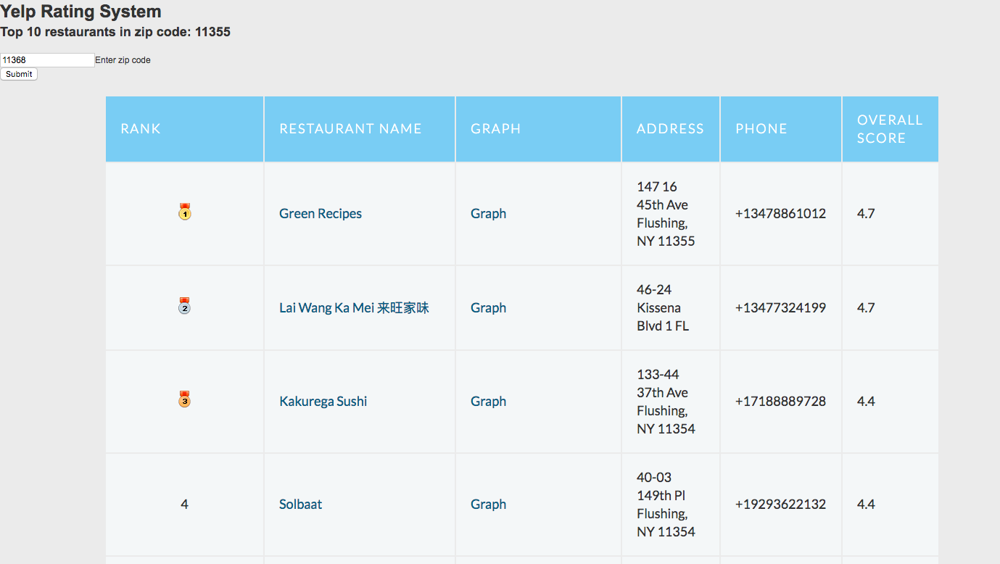 Yelp Rating System
Top 10 restaurants in zip code: 11355
11368 Enter zip code
Submit
RANK RESTAURANT NAME GRAPH ADDRESS PHONE OVERALL SCORE
1 Green Recipes Graph 147 16 45th Ave Flushing, NY 11355 +13478861012 4.7
2 Lai Wang Ka Mei 来旺家味 Graph 46-24 Kissena Blvd 1 FL +13477324199 4.7
3 Kakurega Sushi Graph 133-44 37th Ave Flushing, NY 11354 +17188889728 4.4
4 Solbaat Graph 40-03 149th Pl Flushing, NY 11354 +19293622132 4.4